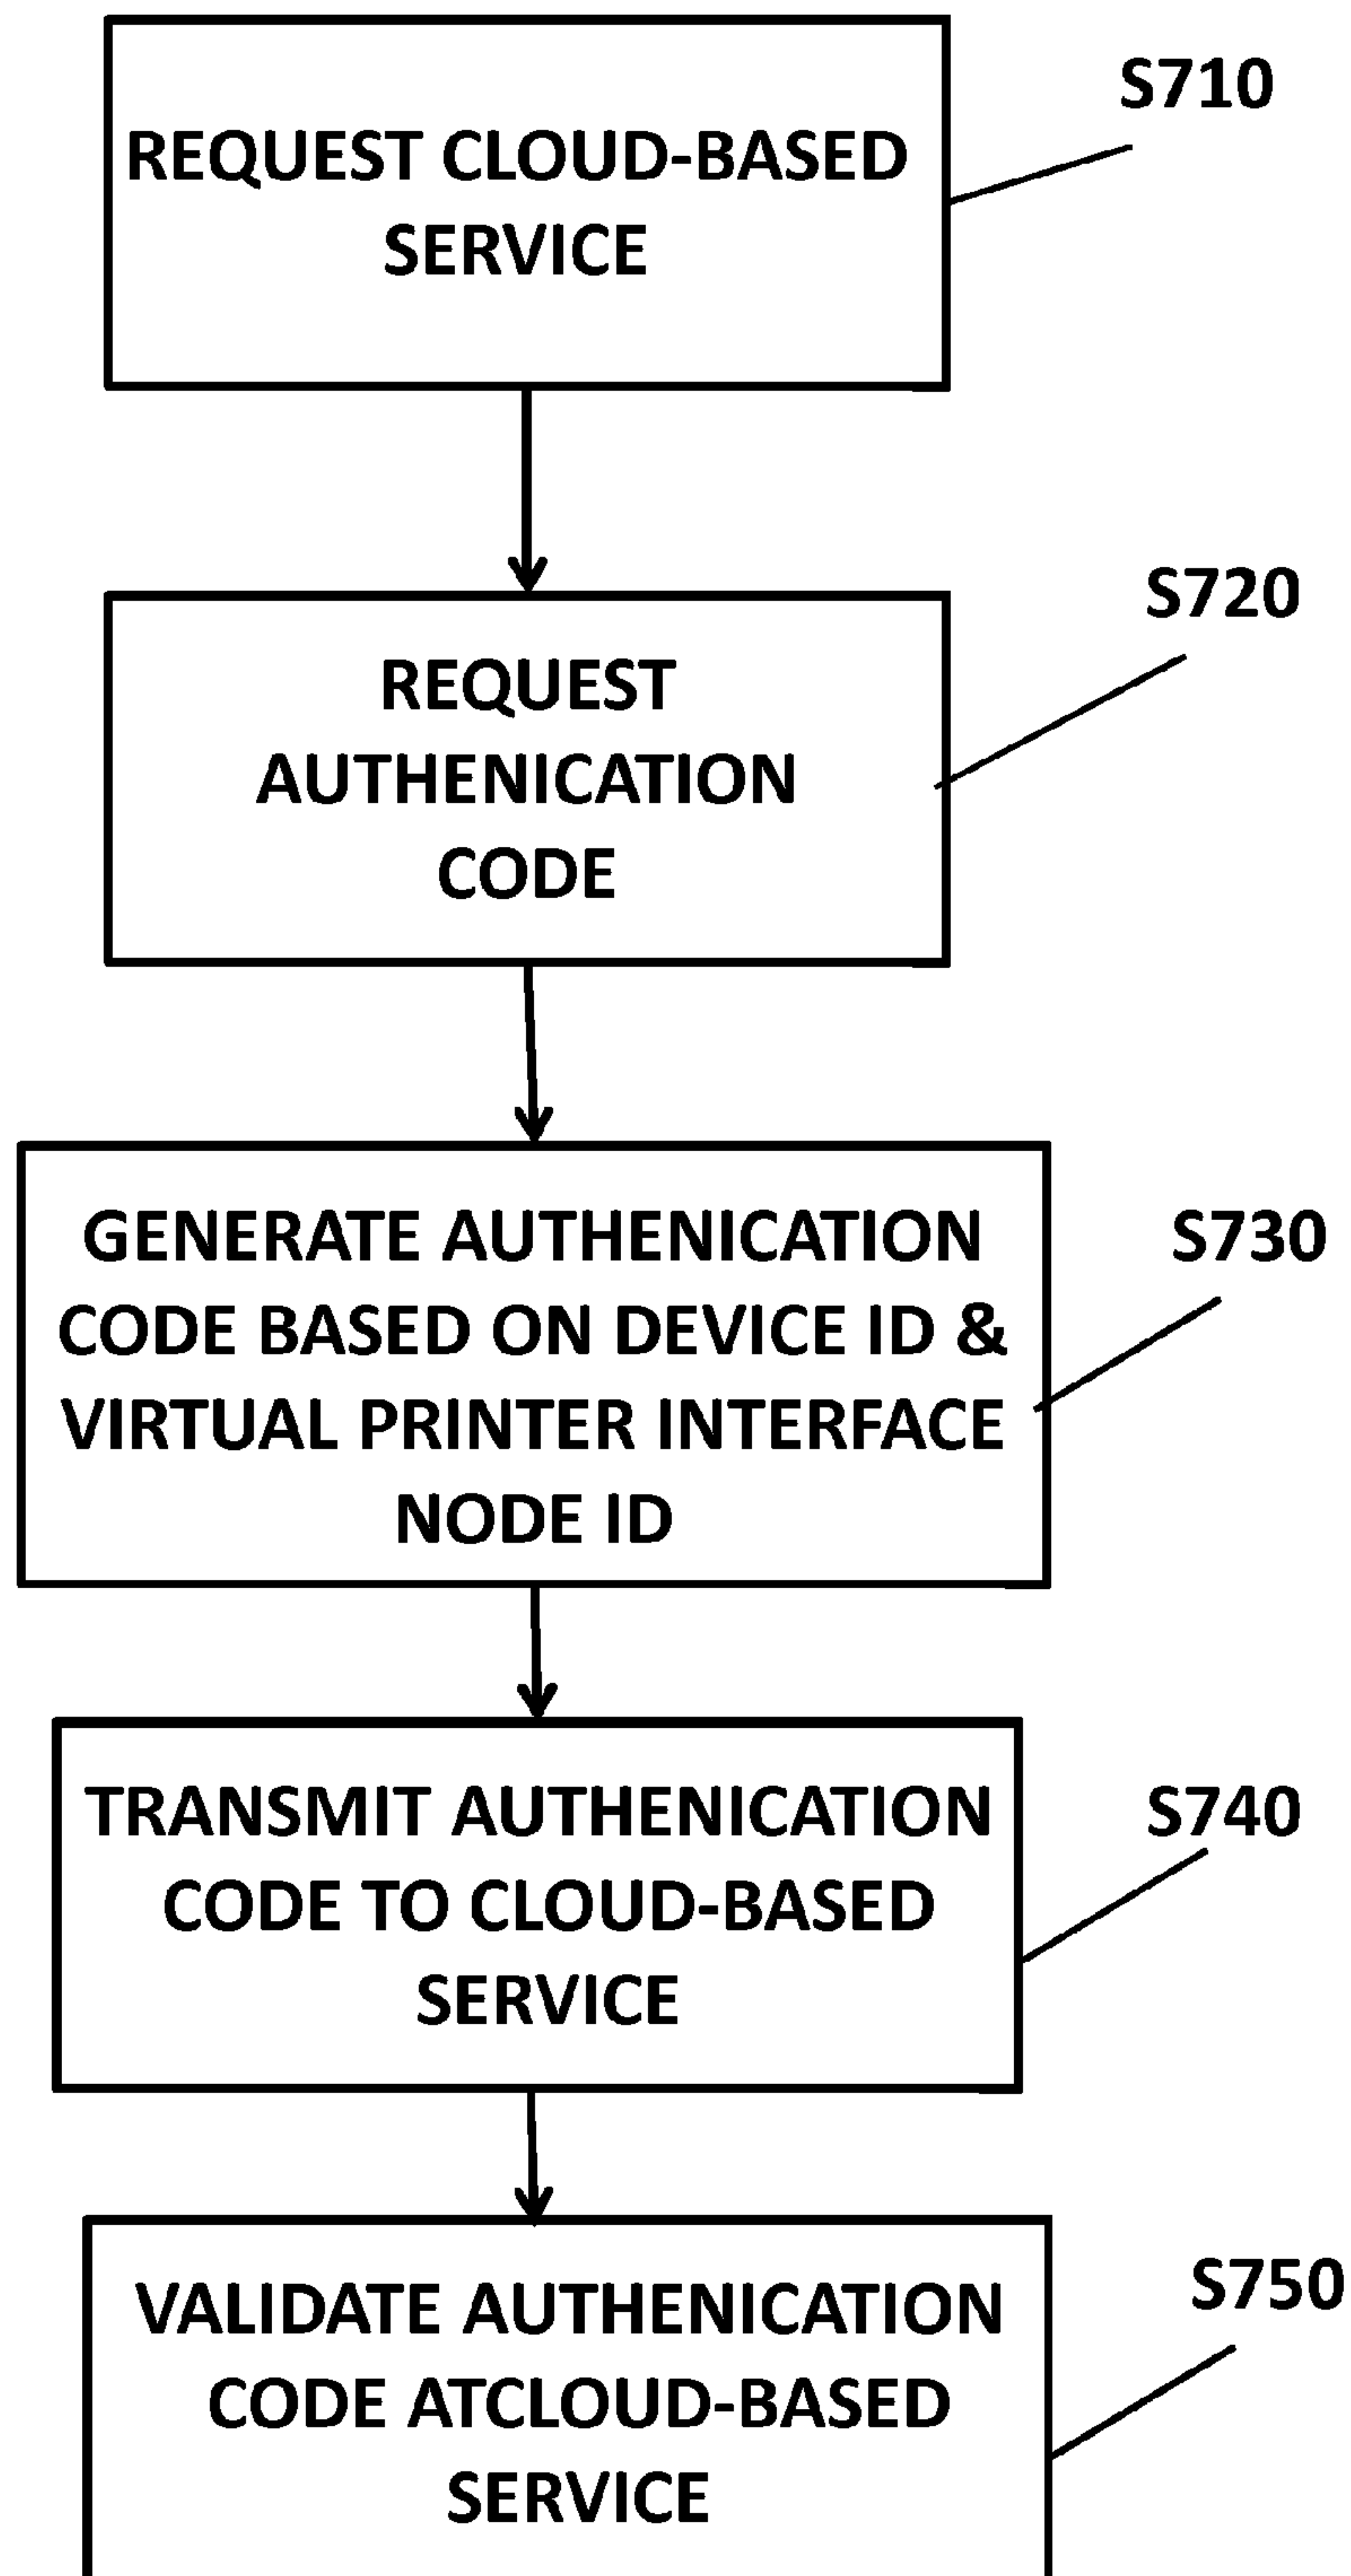 REQUEST CLOUD-BASED
SERVICE
S710
REQUEST
AUTHENICATION
CODE
S720
GENERATE AUTHENICATION
CODE BASED ON DEVICE ID &
VIRTUAL PRINTER INTERFACE
NODE ID
S730
TRANSMIT AUTHENICATION
CODE TO CLOUD-BASED
SERVICE
S740
VALIDATE AUTHENICATION
CODE ATCLOUD-BASED
SERVICE
S750